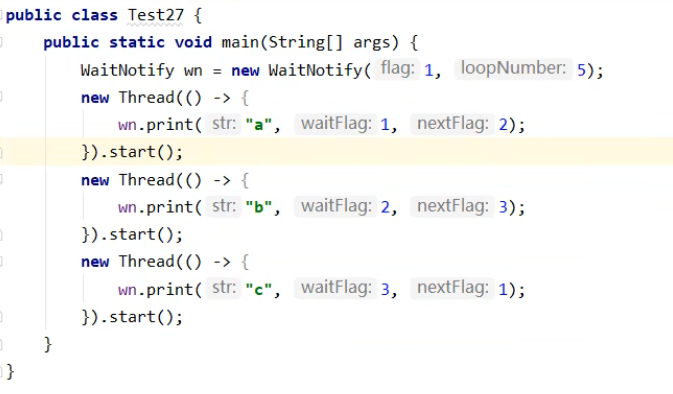 public class Test27 {
public static void main(String[] args) {
WaitNotify wn = new WaitNotify( flag: 1, loopNumber: 5);
new Thread(() -> {
wn.print( str: "a", waitFlag: 1, nextFlag: 2);
}).start();
new Thread(() -> {
wn.print( str: "b", waitFlag: 2, nextFlag: 3);
}).start();
new Thread(() -> {
wn.print( str: "c", waitFlag: 3, nextFlag: 1);
}).start();
}
}